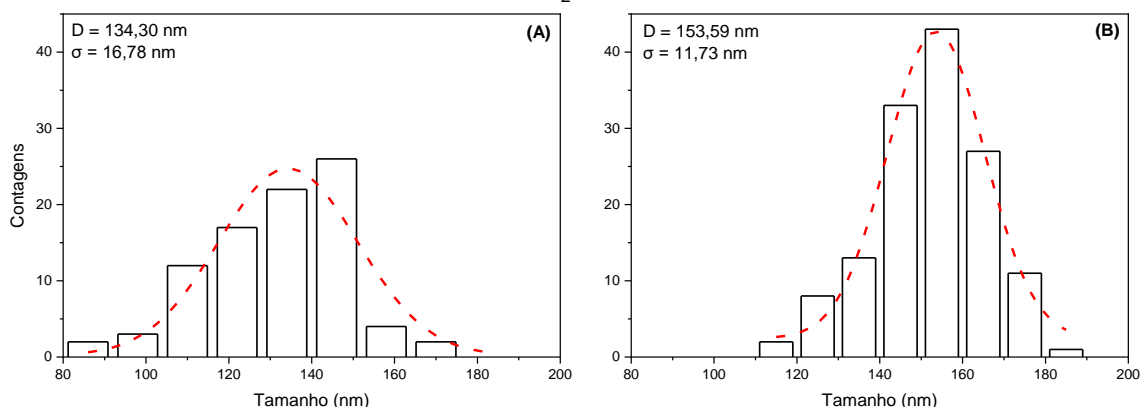 2
D = 134,30 nm
σ = 16,78 nm
(A)
Contagens
40
30
20
10
0
80 100 120 140 160 180 200
Tamanho (nm)
D = 153,59 nm
σ = 11,73 nm
(B)
40
30
20
10
0
80 100 120 140 160 180 200
Tamanho (nm)